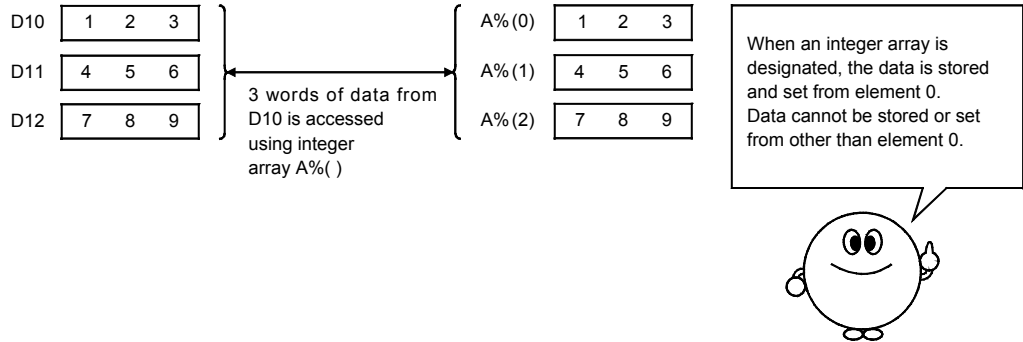 D10 1 2 3
D11 4 5 6
D12 7 8 9
3 words of data from
D10 is accessed
using integer
array A%( )
A%(0) 1 2 3
A%(1) 4 5 6
A%(2) 7 8 9
When an integer array is
designated, the data is stored
and set from element 0.
Data cannot be stored or set
from other than element 0.